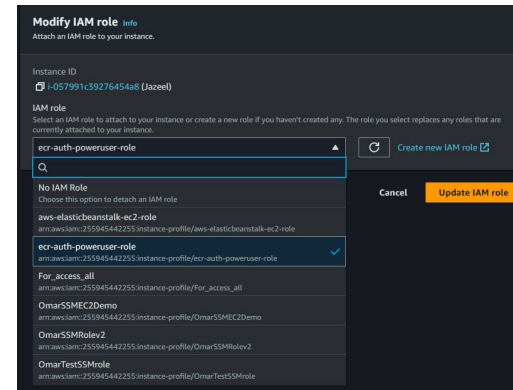 Modify IAM role Info
Attach an IAM role to your instance.
Instance ID
i-057991c39276454a8 (Jazeel)
IAM role
Select an IAM role to attach to your instance or create a new role if you haven't created any. The role you select replaces any roles that are
currently attached to your instance.
ecr-auth-poweruser-role
Create new IAM role
No IAM Role
Choose this option to detach an IAM role
Cancel
Update IAM role
aws-elasticbeanstalk-ec2-role
arn:aws:iam::255945442255:instance-profile/aws-elasticbeanstalk-ec2-role
ecr-auth-poweruser-role
arn:aws:iam::255945442255:instance-profile/ecr-auth-poweruser-role
For_access_all
arn:aws:iam::255945442255:instance-profile/For_access_all
OmarSSMEC2Demo
arn:aws:iam::255945442255:instance-profile/OmarSSMEC2Demo
OmarSSMRolev2
arn:aws:iam::255945442255:instance-profile/OmarSSMRolev2
OmarTestSSMrole
arn:aws:iam::255945442255:instance-profile/OmarTestSSMrole